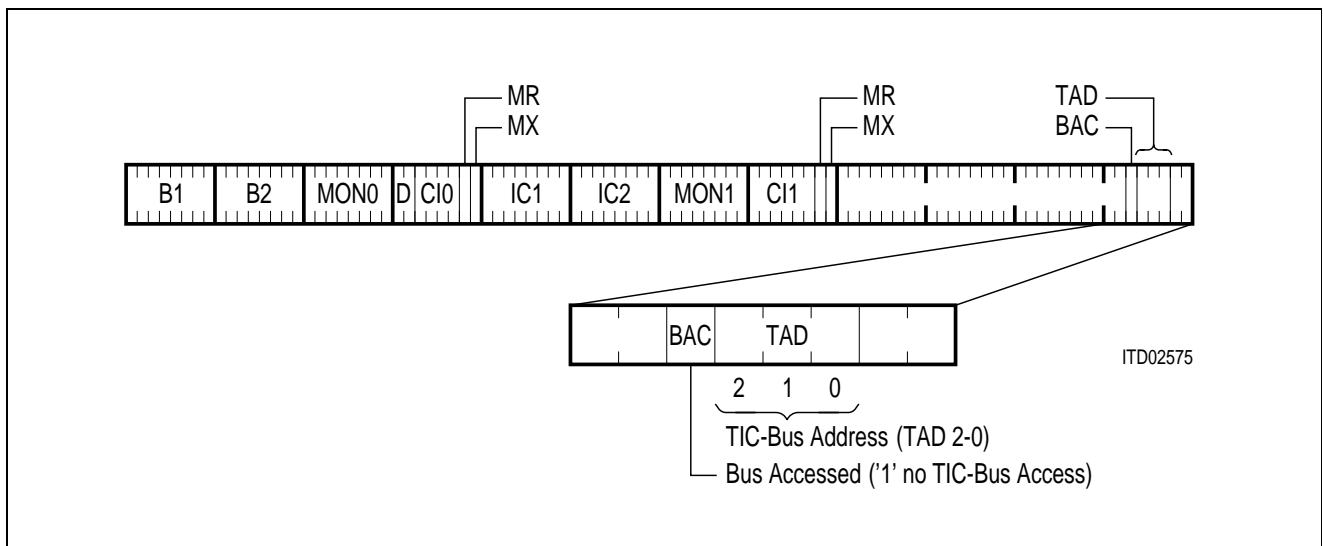 MR MR TAD
MX MX BAC
B1 B2 MON0 D CI0 IC1 IC2 MON1 CI1
BAC TAD
ITD02575
2 1 0
TIC-Bus Address (TAD 2-0)
Bus Accessed ('1' no TIC-Bus Access)